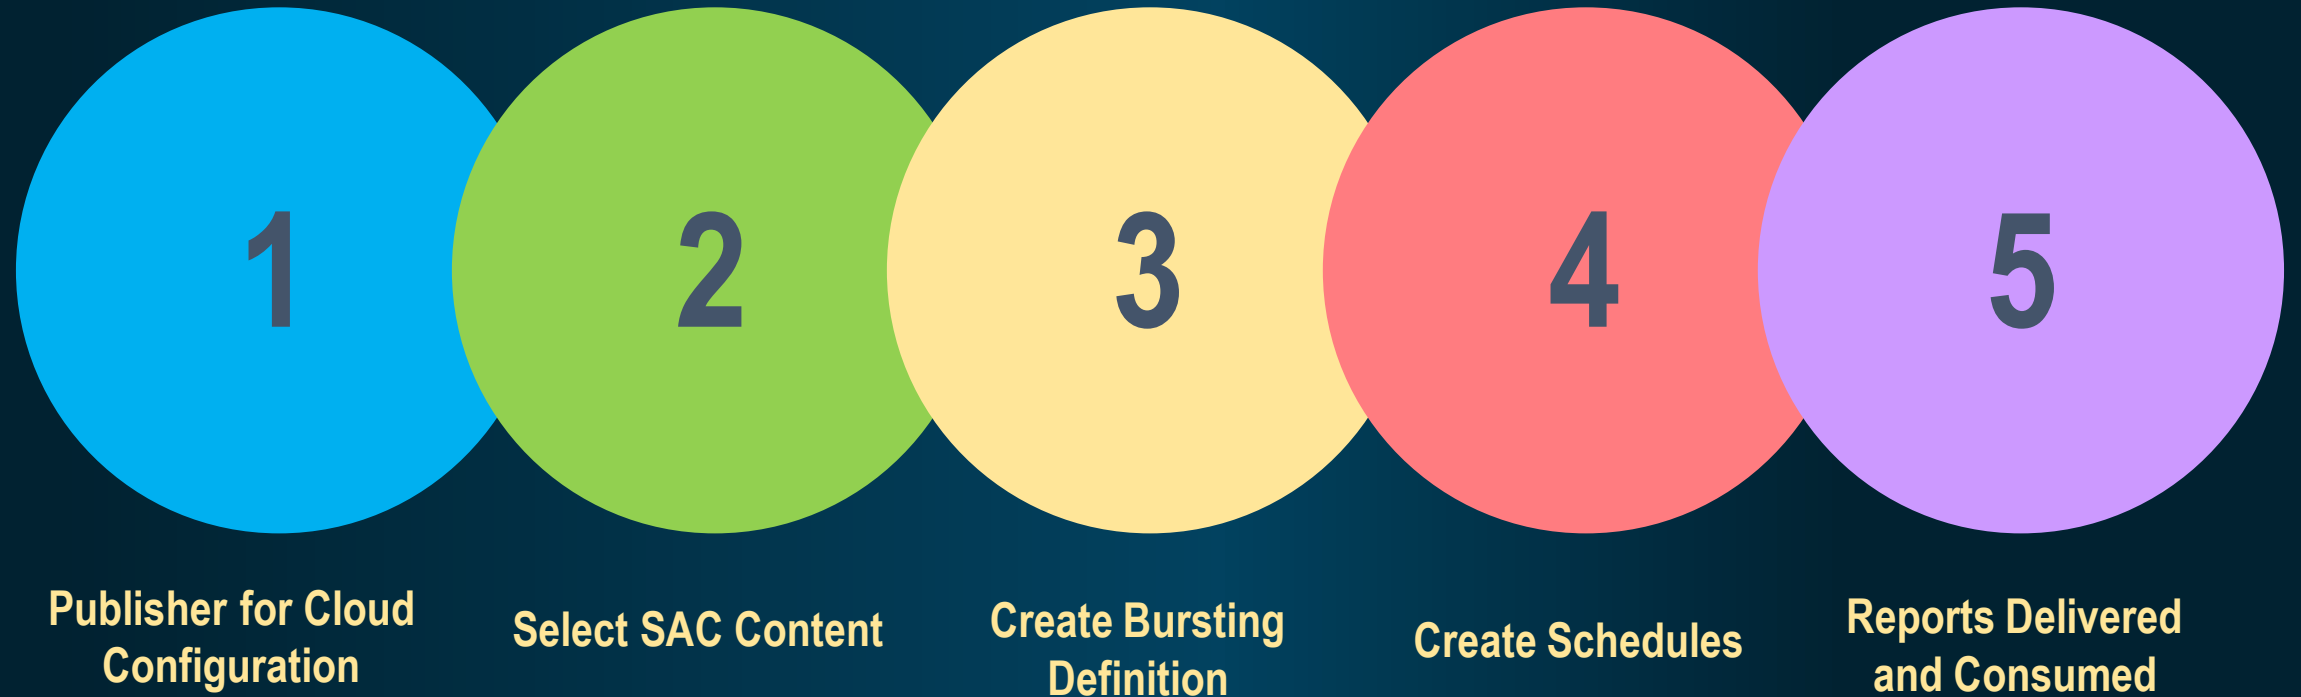 1
2
3
4
5
Publisher for Cloud
Configuration
Select SAC Content
Create Bursting
Definition
Create Schedules
Reports Delivered
and Consumed